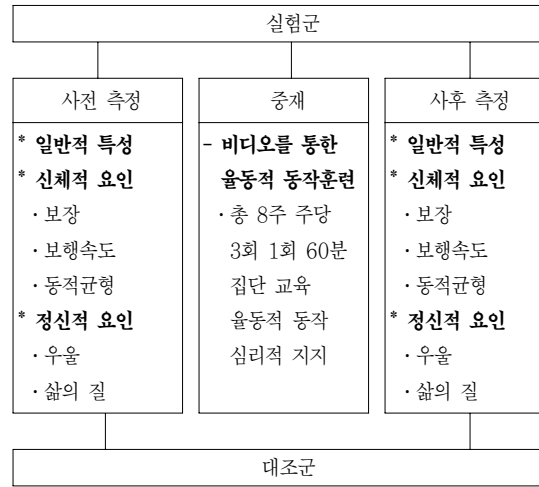 실험군
사전 측정
* 일반적 특성
* 신체적 요인
· 보장
· 보행속도
· 동적균형
* 정신적 요인
· 우울
· 삶의 질
중재
- 비디오를 통한
율동적 동작훈련
· 총 8주 주당
3회 1회 60분
집단 교육
율동적 동작
심리적 지지
사후 측정
* 일반적 특성
* 신체적 요인
· 보장
· 보행속도
· 동적균형
* 정신적 요인
· 우울
· 삶의 질
대조군